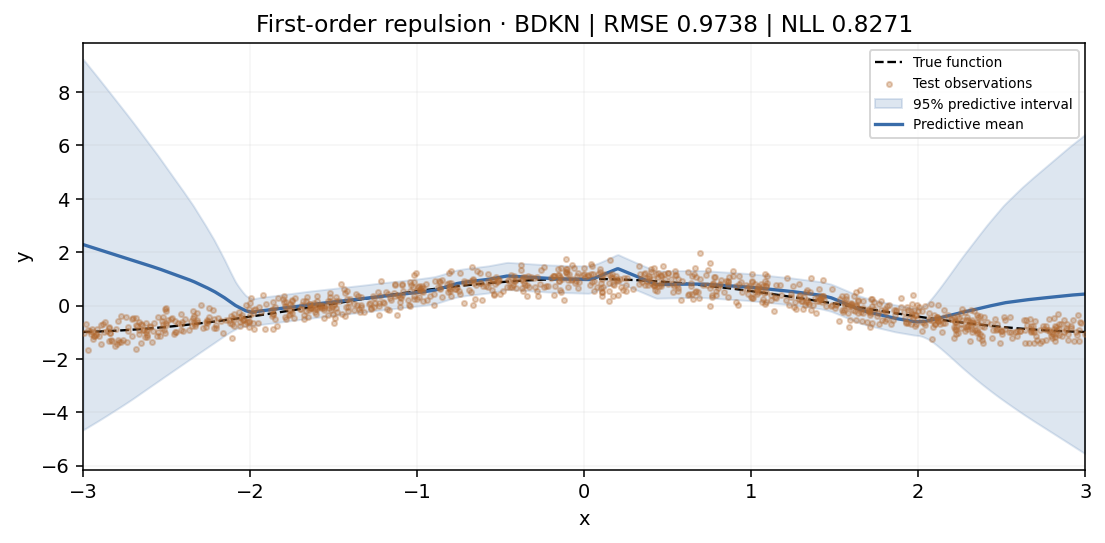 First-order repulsion · BDKN | RMSE 0.9738 | NLL 0.8271
True function
Test observations
95% predictive interval
Predictive mean
y
8
6
4
2
0
−2
−4
−6
−3
−2
−1
0
1
2
3
x